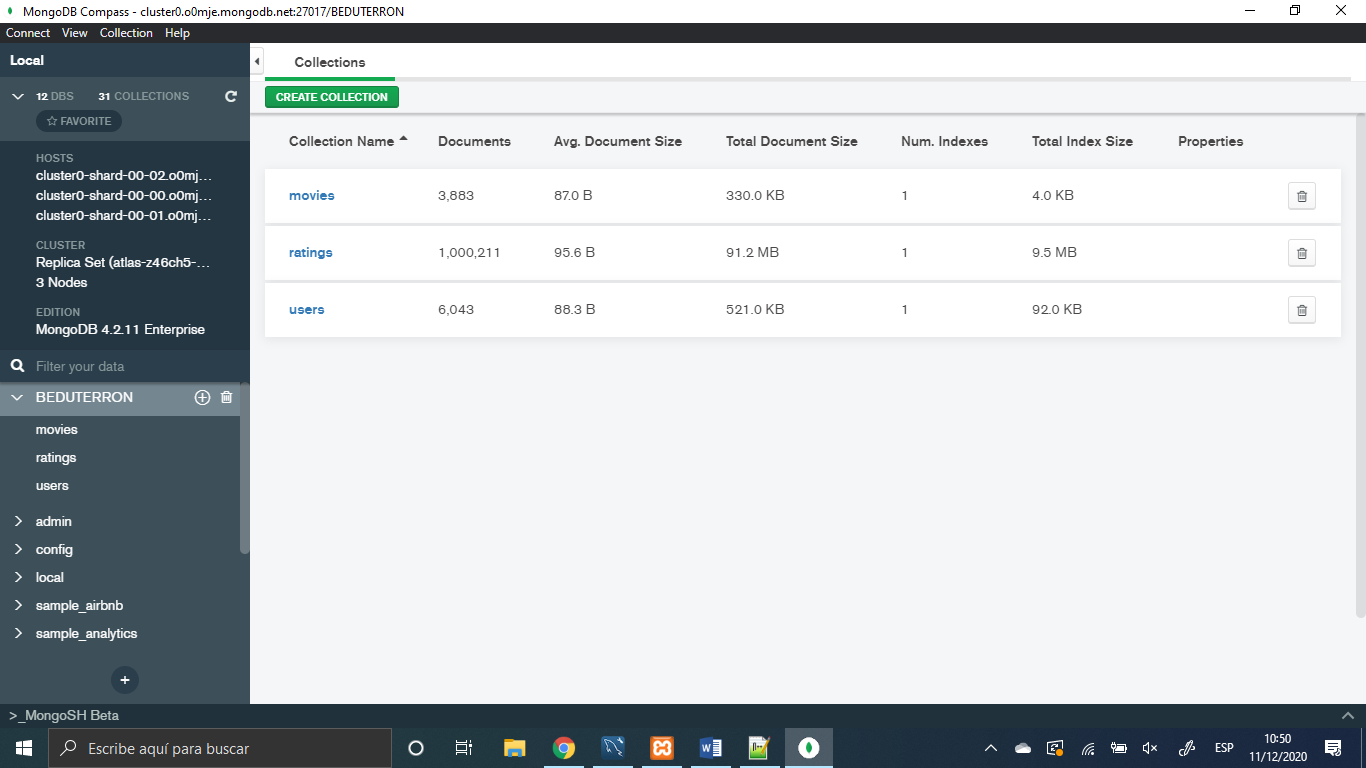 MongoDB Compass - cluster0.o0mje.mongodb.net:27017/BEDUTERRON
Connect View Collection Help
Local
12 DBS 31 COLLECTIONS
FAVORITE
HOSTS
cluster0-shard-00-02.o0mj...
cluster0-shard-00-00.o0mj...
cluster0-shard-00-01.o0mj...
CLUSTER
Replica Set (atlas-z46ch5-...
3 Nodes
EDITION
MongoDB 4.2.11 Enterprise
Filter your data
BEDUTERRON
movies
ratings
users
admin
config
local
sample_airbnb
sample_analytics
Collections
CREATE COLLECTION
Collection Name Documents Avg. Document Size Total Document Size Num. Indexes Total Index Size Properties
movies 3,883 87.0 B 330.0 KB 1 4.0 KB
ratings 1,000,211 95.6 B 91.2 MB 1 9.5 MB
users 6,043 88.3 B 521.0 KB 1 92.0 KB
>_MongoSH Beta
Escribe aquí para buscar
ESP
10:50
11/12/2020